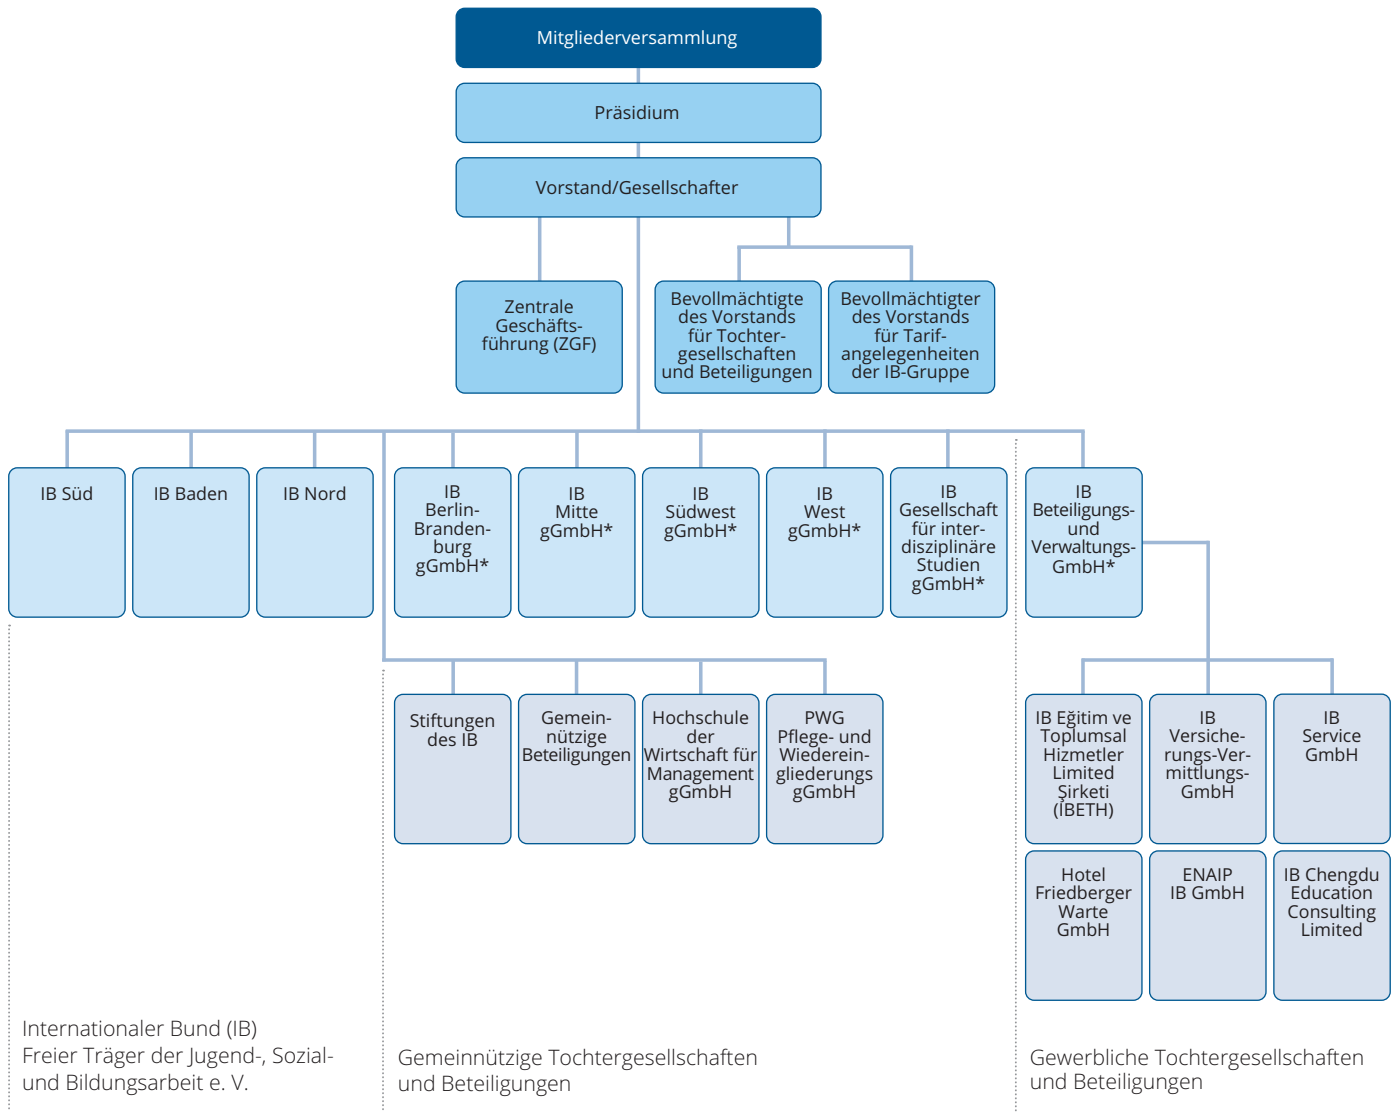 Mitgliederversammlung
Präsidium
Vorstand/Gesellschafter
Zentrale
Geschäfts-
führung (ZGF)
Bevollmächtigte
des Vorstands
für Tochter-
gesellschaften
und Beteiligungen
Bevollmächtigter
des Vorstands
für Tarif-
angelegenheiten
der IB-Gruppe
IB Süd
IB Baden
IB Nord
IB
Berlin-
Branden-
burg
gGmbH*
IB
Mitte
gGmbH*
IB
Südwest
gGmbH*
IB
West
gGmbH*
IB
Gesellschaft
für inter-
disziplinäre
Studien
gGmbH*
IB
Beteiligungs-
und
Verwaltungs-
GmbH*
Stiftungen
des IB
Gemein-
nützige
Beteiligungen
Hochschule
der
Wirtschaft für
Management
gGmbH
PWG
Pflege- und
Wiederein-
gliederungs
gGmbH
IB Eğitim ve
Toplumsal
Hizmetler
Limited
Şirketi
(İBETH)
IB
Versiche-
rungs-Ver-
mittlungs-
GmbH
IB
Service
GmbH
Hotel
Friedberger
Warte
GmbH
ENAIP
IB GmbH
IB Chengdu
Education
Consulting
Limited
Internationaler Bund (IB)
Freier Träger der Jugend-, Sozial-
und Bildungsarbeit e. V.
Gemeinnützige Tochtergesellschaften
und Beteiligungen
Gewerbliche Tochtergesellschaften
und Beteiligungen